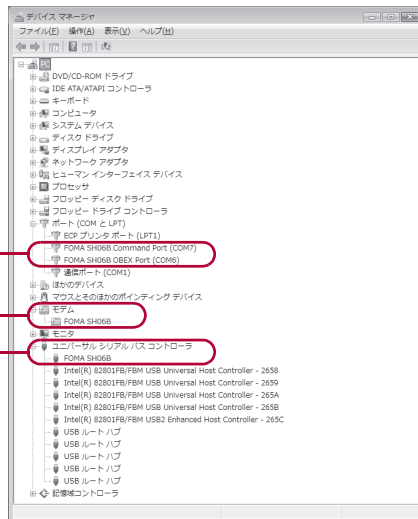 デバイス マネージャ
ファイル(F) 操作(A) 表示(V) ヘルプ(H)
PC
DVD/CD-ROM ドライブ
IDE ATA/ATAPI コントローラ
キーボード
コンピュータ
システム デバイス
ディスク ドライブ
ディスプレイ アダプタ
ネットワーク アダプタ
ヒューマン インターフェイス デバイス
プロセッサ
フロッピー ディスク ドライブ
フロッピー ドライブ コントローラ
ポート (COM と LPT)
ECP プリンタ ポート (LPT1)
FOMA SH06B Command Port (COM7)
FOMA SH06B OBEX Port (COM6)
通信ポート (COM1)
ほかのデバイス
マウスとそのほかのポインティング デバイス
モデム
FOMA SH06B
モニタ
ユニバーサル シリアル バス コントローラ
FOMA SH06B
Intel(R) 82801FB/FBM USB Universal Host Controller - 2658
Intel(R) 82801FB/FBM USB Universal Host Controller - 2659
Intel(R) 82801FB/FBM USB Universal Host Controller - 265A
Intel(R) 82801FB/FBM USB Universal Host Controller - 265B
Intel(R) 82801FB/FBM USB2 Enhanced Host Controller - 265C
USB ルート ハブ
USB ルート ハブ
USB ルート ハブ
USB ルート ハブ
USB ルート ハブ
記憶域コントローラ